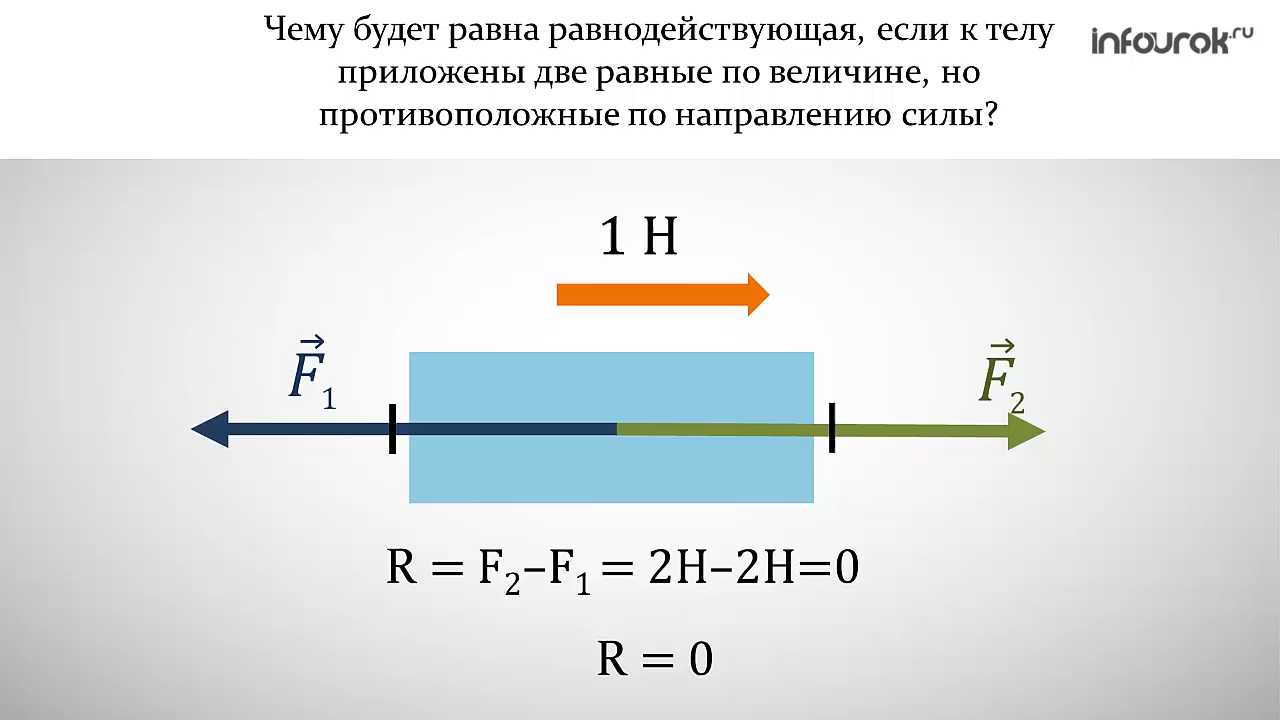 Чему будет равна равнодействующая, если к телу
приложены две равные по величине, но
противоположные по направлению силы?
infourok.ru
1 Н
F⃗₁
F⃗₂
R = F₂–F₁ = 2Н–2Н=0
R = 0